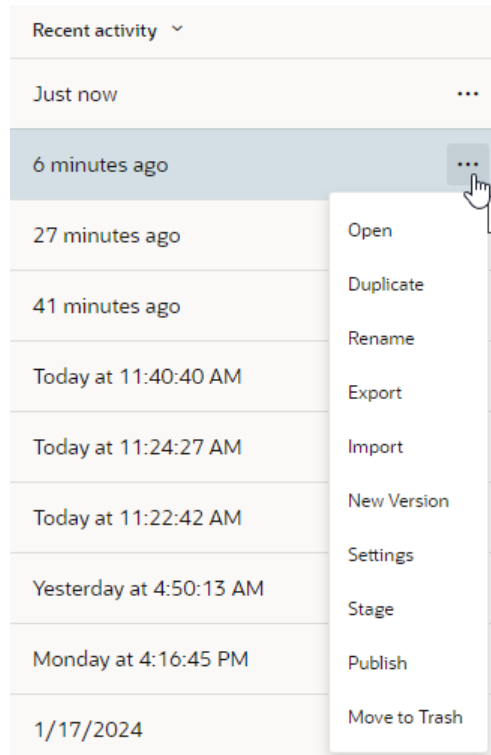 Recent activity
Just now
6 minutes ago
27 minutes ago
41 minutes ago
Today at 11:40:40 AM
Today at 11:24:27 AM
Today at 11:22:42 AM
Yesterday at 4:50:13 AM
Monday at 4:16:45 PM
1/17/2024
Open
Duplicate
Rename
Export
Import
New Version
Settings
Stage
Publish
Move to Trash